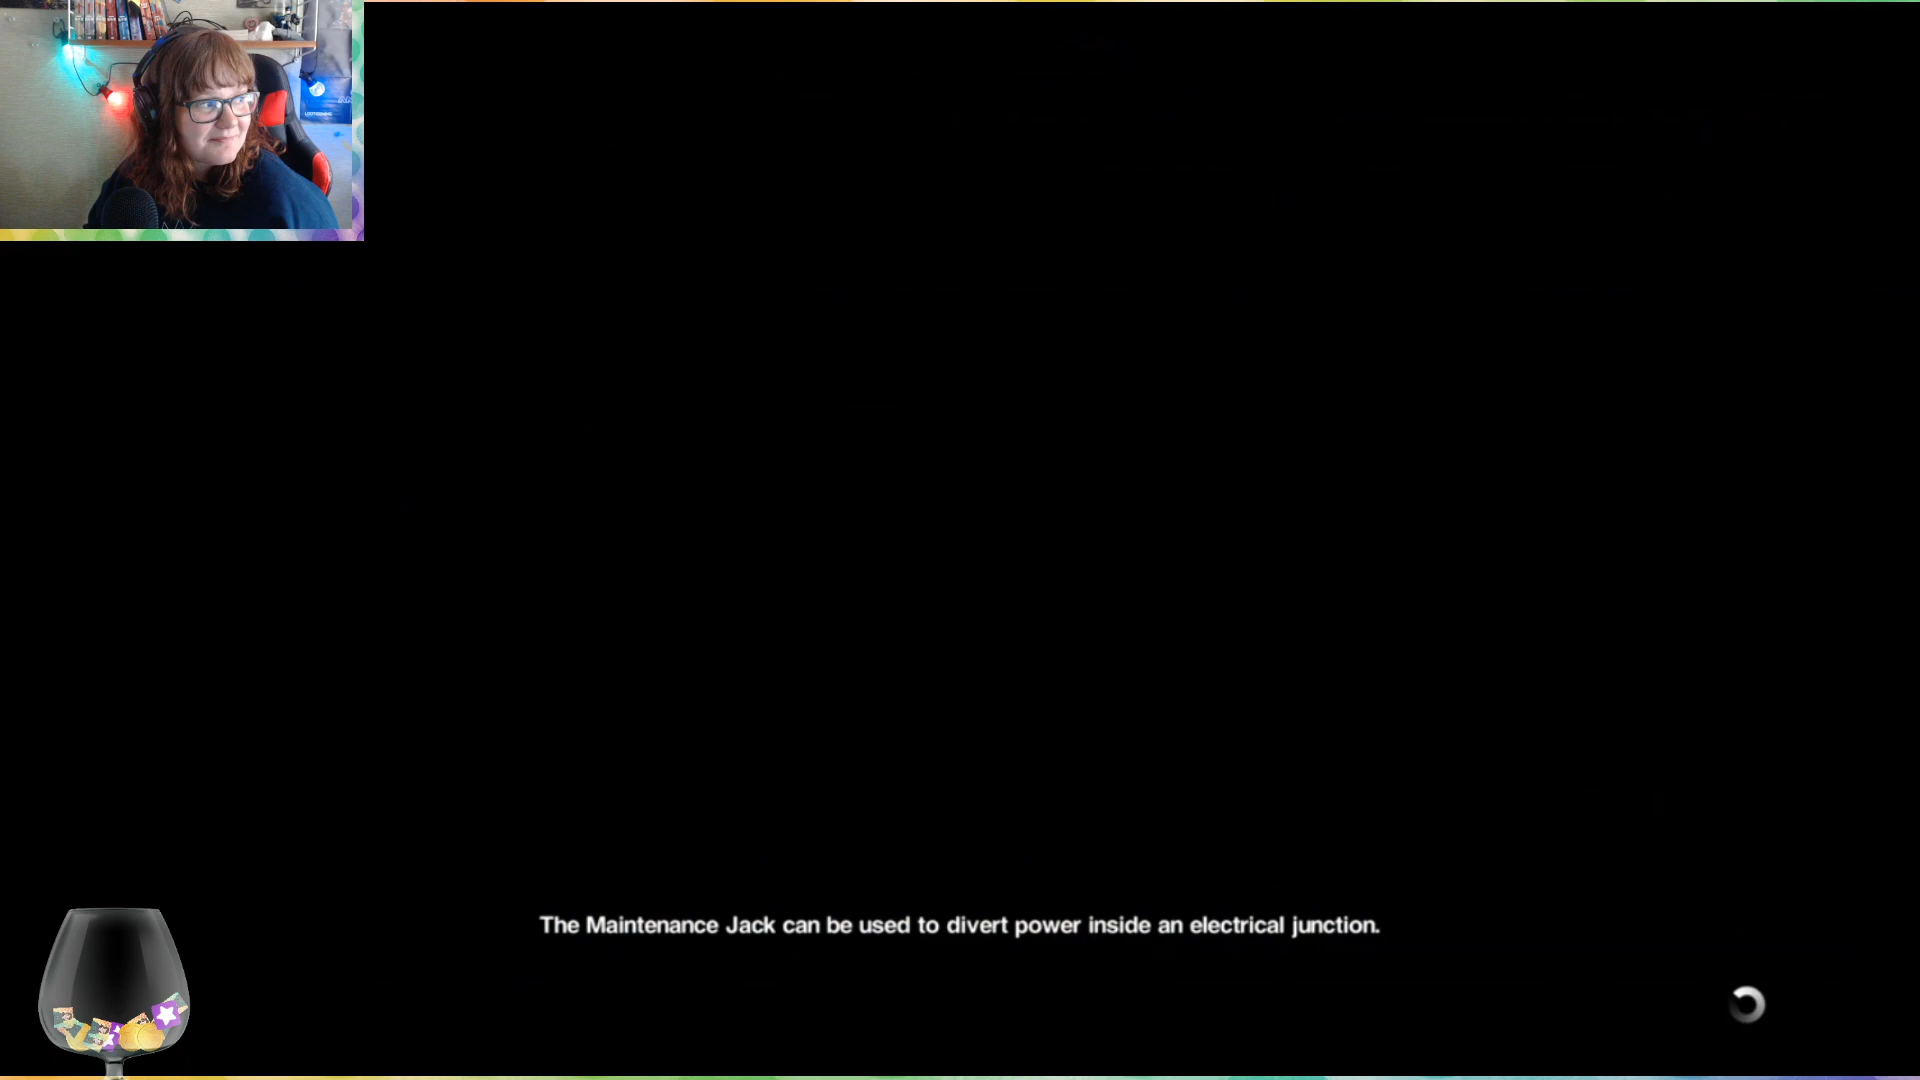 The Maintenance Jack can be used to divert power inside an electrical junction.